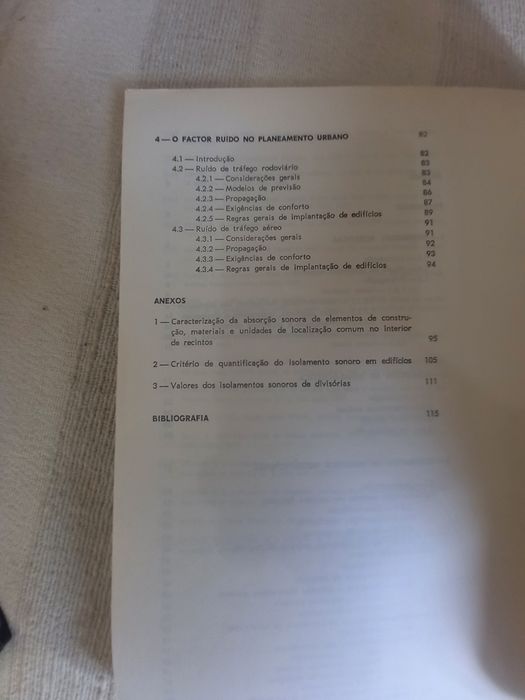 4 — O FACTOR RUÍDO NO PLANEAMENTO URBANO 82
4.1 — Introdução 82
4.2 — Ruído de tráfego rodoviário 83
4.2.1 — Considerações gerais 83
4.2.2 — Modelos de previsão 84
4.2.3 — Propagação 86
4.2.4 — Exigências de conforto 87
4.2.5 — Regras gerais de implantação de edifícios 89
4.3 — Ruído de tráfego aéreo 91
4.3.1 — Considerações gerais 91
4.3.2 — Propagação 92
4.3.3 — Exigências de conforto 93
4.3.4 — Regras gerais de implantação de edifícios 94
ANEXOS
1 — Caracterização da absorção sonora de elementos de constru-
ção, materiais e unidades de localização comum no interior
de recintos 95
2 — Critério de quantificação do isolamento sonoro em edifícios 105
3 — Valores dos isolamentos sonoros de divisórias 111
BIBLIOGRAFIA 115